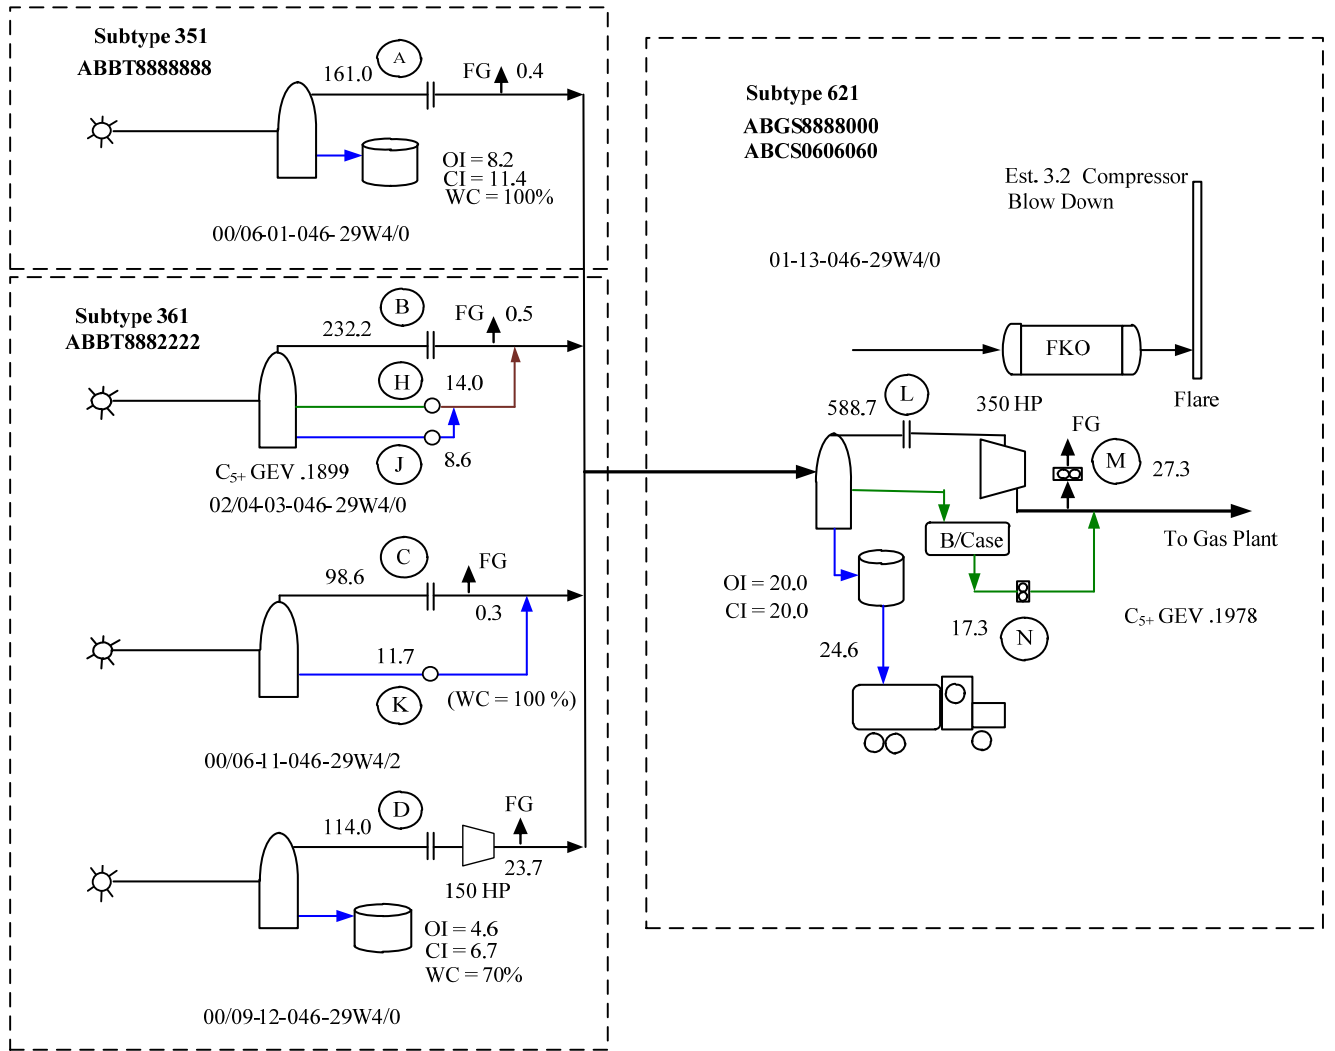 Subtype 351
ABBT8888888
161.0
A
FG
0.4
OI = 8.2
CI = 11.4
WC = 100%
00/06-01-046-29W4/0
Subtype 361
ABBT8882222
232.2
B
FG
0.5
H
14.0
J
8.6
C5+ GEV .1899
02/04-03-046-29W4/0
98.6
C
FG
0.3
11.7
K
(WC = 100 %)
00/06-11-046-29W4/2
114.0
D
FG
23.7
150 HP
OI = 4.6
CI = 6.7
WC = 70%
00/09-12-046-29W4/0
Subtype 621
ABGS8888000
ABCS0606060
Est. 3.2 Compressor
Blow Down
01-13-046-29W4/0
FKO
Flare
588.7
L
350 HP
FG
M
27.3
To Gas Plant
B/Case
OI = 20.0
CI = 20.0
17.3
N
C5+ GEV .1978
24.6